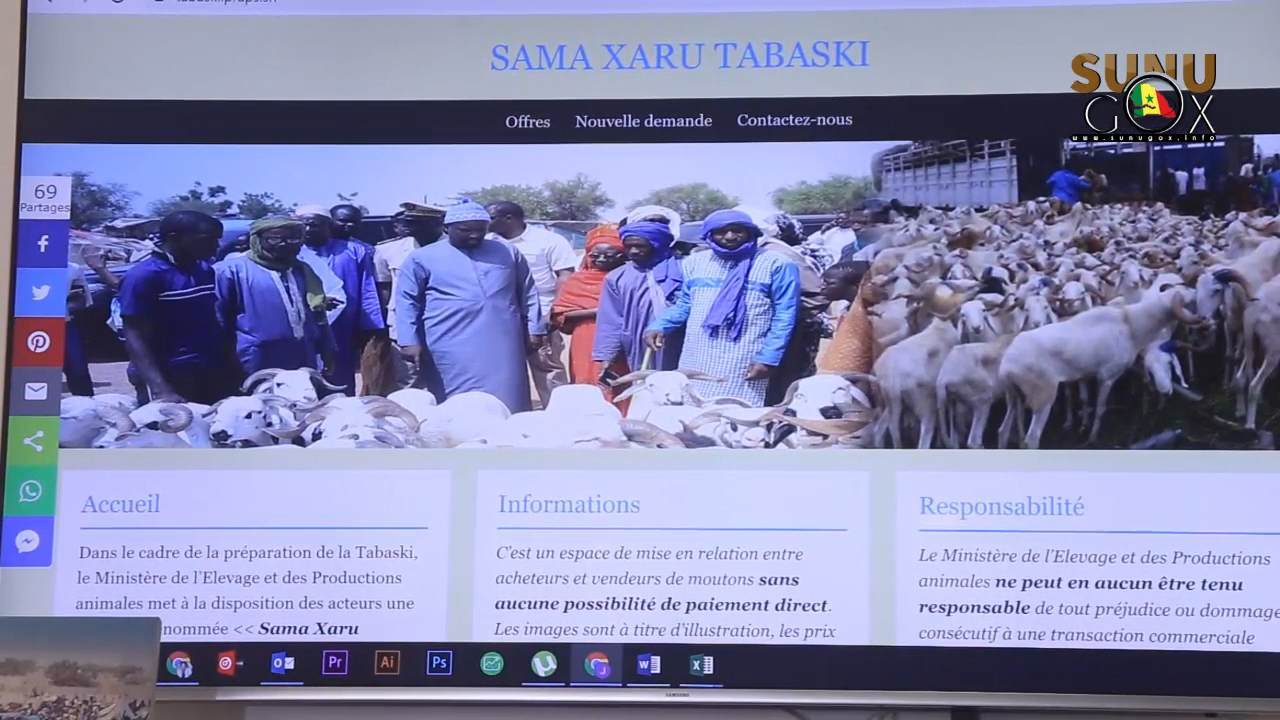 SAMA XARU TABASKI
SUNU
GOX
www.sunugox.info
Offres Nouvelle demande Contactez-nous
69
Partages
Accueil
Dans le cadre de la préparation de la Tabaski,
le Ministère de l'Elevage et des Productions
animales met à la disposition des acteurs une
nommée << Sama Xaru
Informations
C'est un espace de mise en relation entre
acheteurs et vendeurs de moutons sans
aucune possibilité de paiement direct.
Les images sont à titre d'illustration, les prix
Responsabilité
Le Ministère de l'Elevage et des Productions
animales ne peut en aucun être tenu
responsable de tout préjudice ou dommage
consécutif à une transaction commerciale
Pr Ai Ps
SAMSUNG